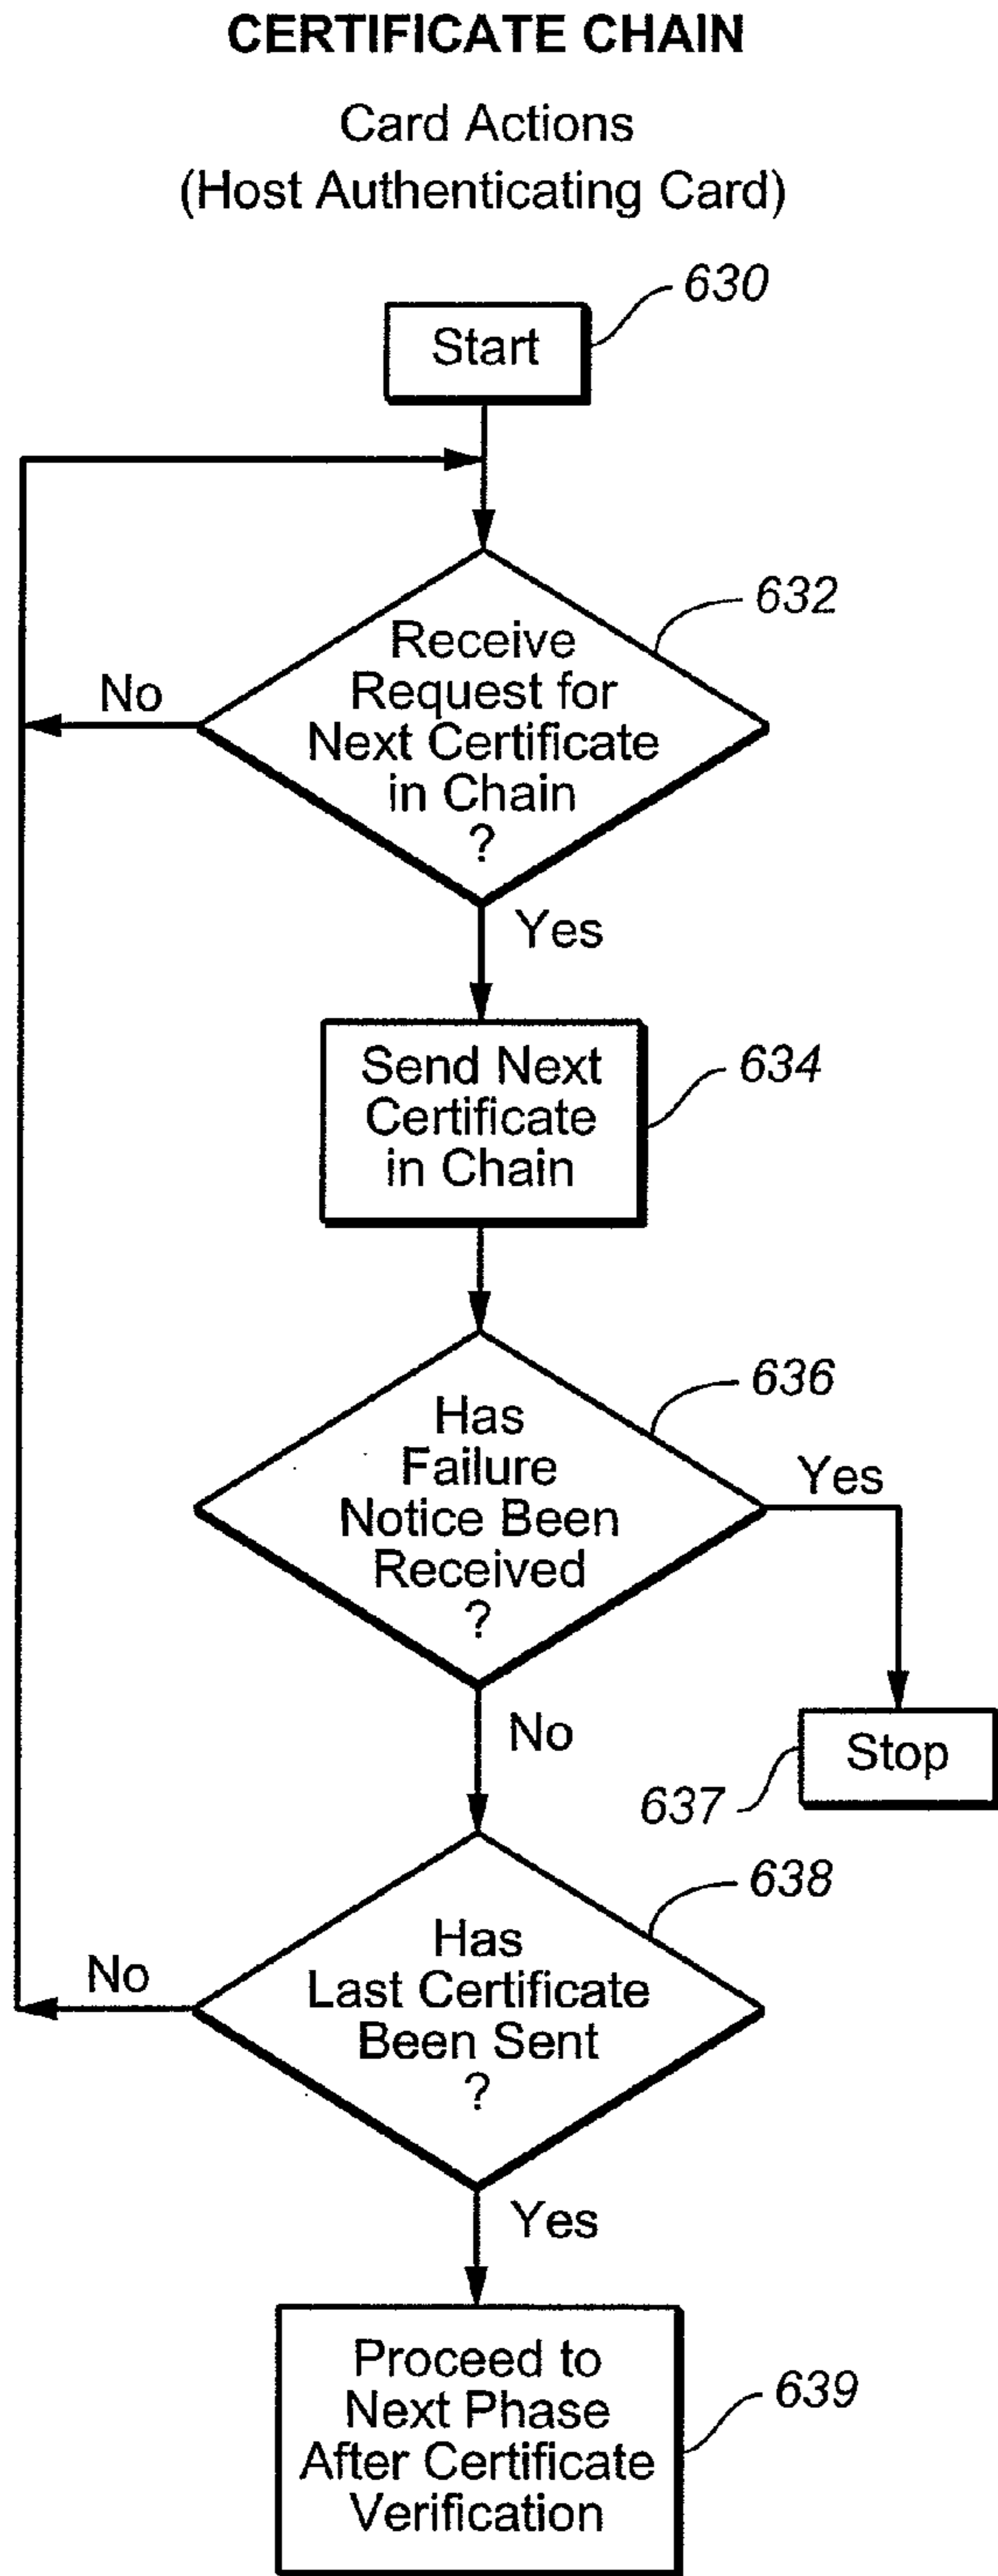 CERTIFICATE CHAIN
Card Actions
(Host Authenticating Card)
630
Start
632
Receive
Request for
Next Certificate
in Chain
?
No
Yes
634
Send Next
Certificate
in Chain
636
Has
Failure
Notice Been
Received
?
Yes
No
Stop
637
638
Has
Last Certificate
Been Sent
?
No
Yes
639
Proceed to
Next Phase
After Certificate
Verification